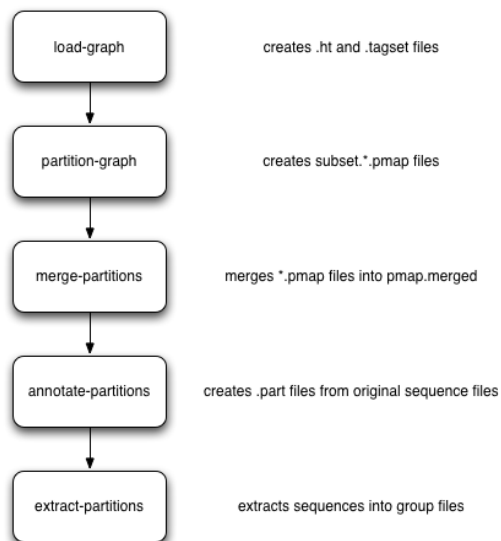 load-graph creates .ht and .tagset files
partition-graph creates subset.*.pmap files
merge-partitions merges *.pmap files into pmap.merged
annotate-partitions creates .part files from original sequence files
extract-partitions extracts sequences into group files